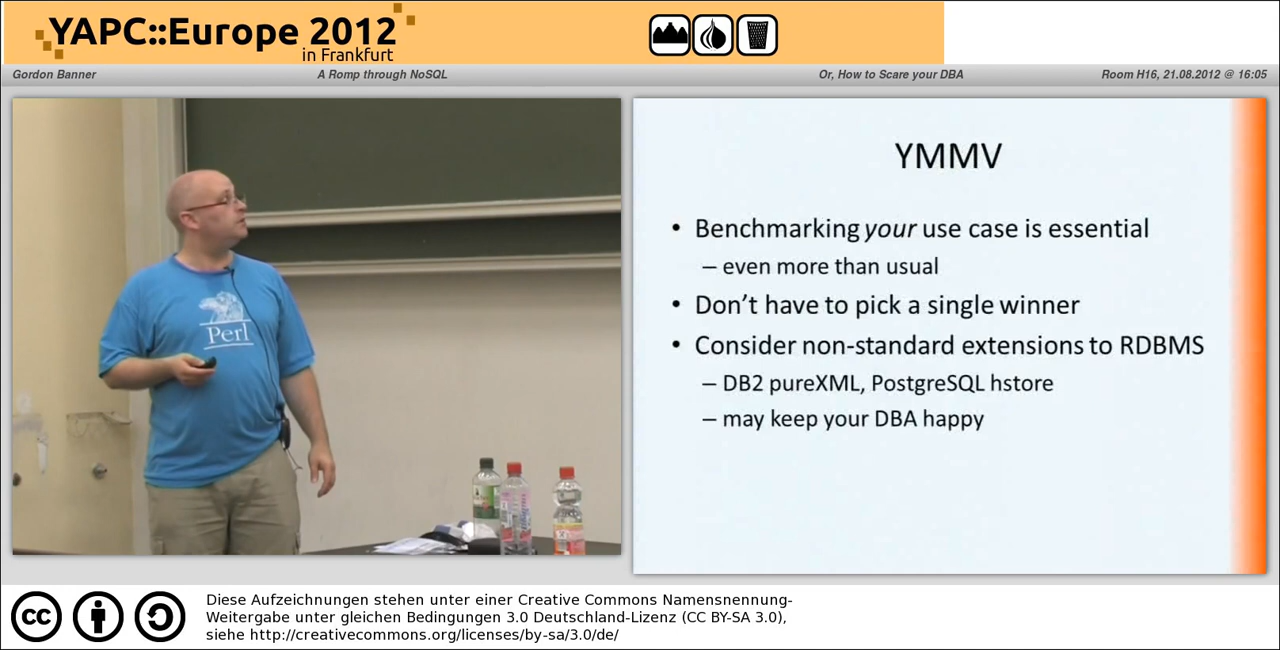 YAPC::Europe 2012
in Frankfurt
Gordon Banner
A Romp through NoSQL
Or, How to Scare your DBA
Room H16, 21.08.2012 @ 16:05
Perl
YMMV
• Benchmarking your use case is essential
– even more than usual
• Don’t have to pick a single winner
• Consider non-standard extensions to RDBMS
– DB2 pureXML, PostgreSQL hstore
– may keep your DBA happy
cc
Diese Aufzeichnungen stehen unter einer Creative Commons Namensnennung-
Weitergabe unter gleichen Bedingungen 3.0 Deutschland-Lizenz (CC BY-SA 3.0),
siehe http://creativecommons.org/licenses/by-sa/3.0/de/